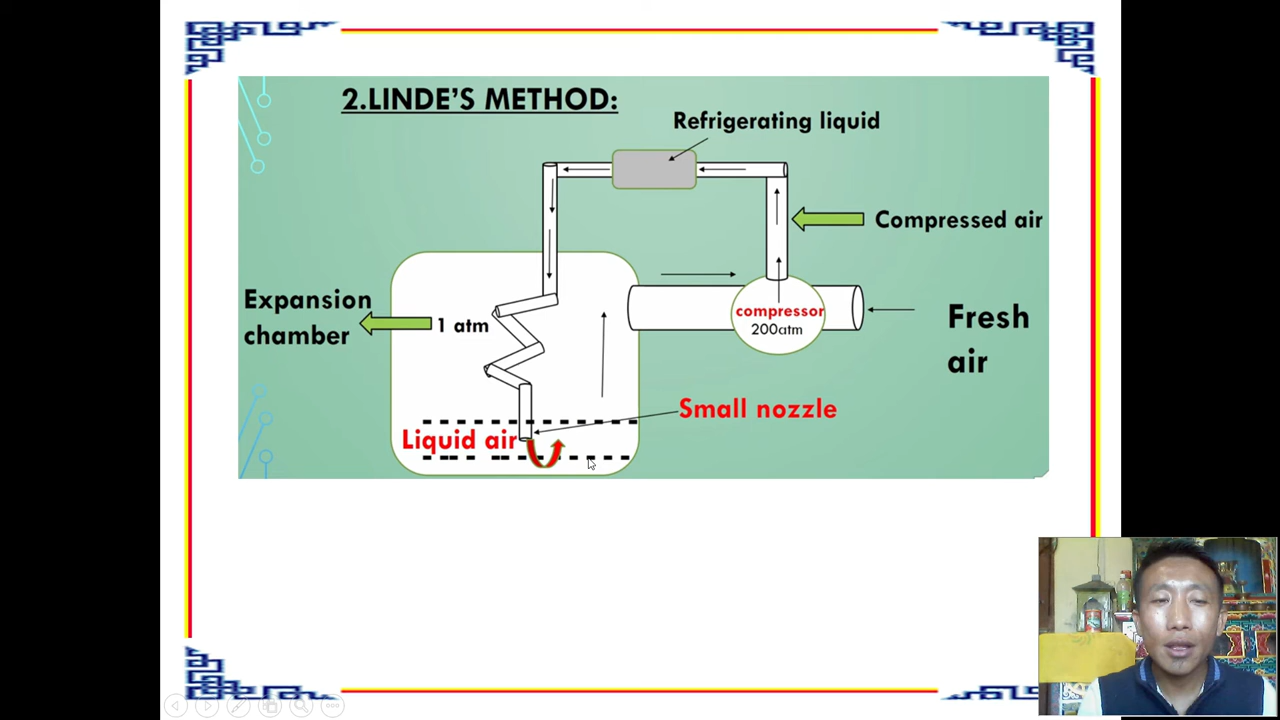 2.LINDE'S METHOD:
Refrigerating liquid
Compressed air
Expansion
chamber
1 atm
compressor
200atm
Fresh
air
Small nozzle
Liquid air